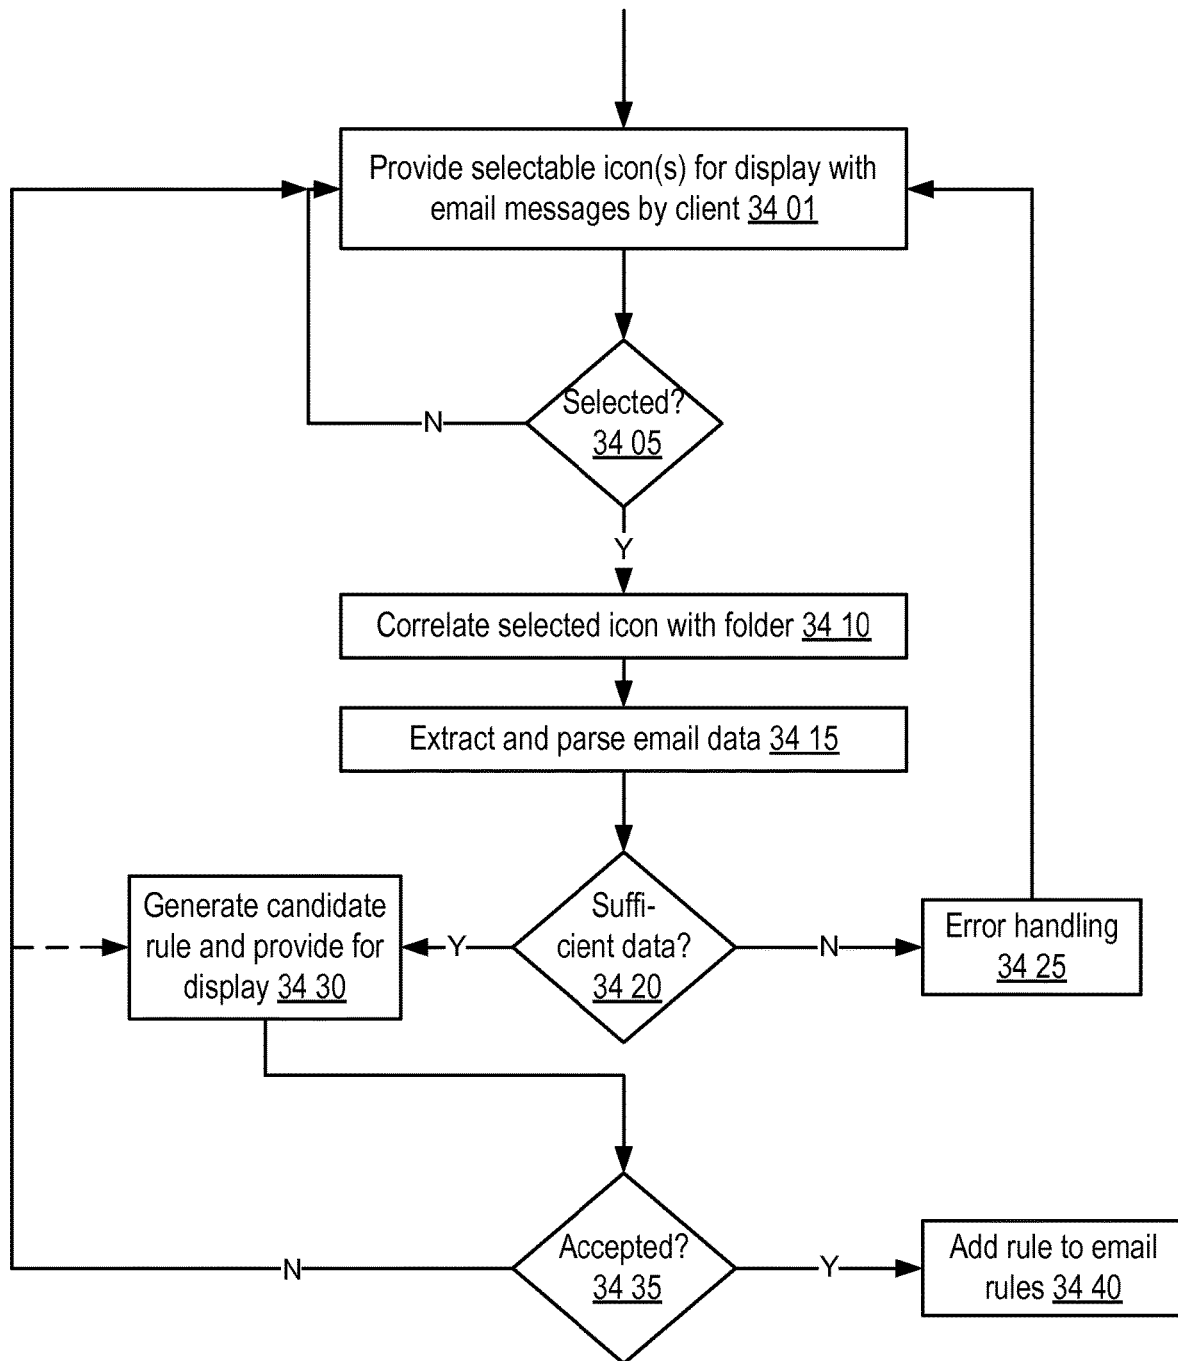 Provide selectable icon(s) for display with
email messages by client 34 01
Selected?
34 05
N
Y
Correlate selected icon with folder 34 10
Extract and parse email data 34 15
Generate candidate
rule and provide for
display 34 30
Y
Suffi-
cient data?
34 20
N
Error handling
34 25
N
Accepted?
34 35
Y
Add rule to email
rules 34 40